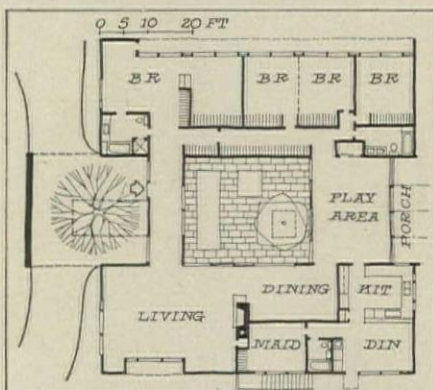 0 5 10 20 FT
BR BR BR BR
PLAY
AREA
PORCH
DINING KIT
LIVING
MAID DIN